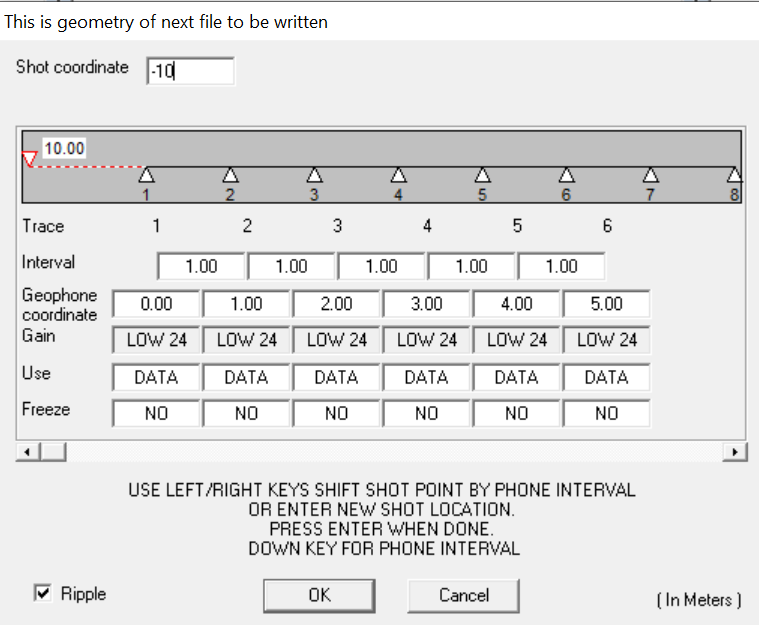 This is geometry of next file to be written
Shot coordinate -10
10.00
1 2 3 4 5 6 7 8
Trace 1 2 3 4 5 6
Interval 1.00 1.00 1.00 1.00 1.00
Geophone coordinate 0.00 1.00 2.00 3.00 4.00 5.00
Gain LOW 24 LOW 24 LOW 24 LOW 24 LOW 24 LOW 24
Use DATA DATA DATA DATA DATA DATA
Freeze NO NO NO NO NO NO
USE LEFT/RIGHT KEYS SHIFT SHOT POINT BY PHONE INTERVAL
OR ENTER NEW SHOT LOCATION.
PRESS ENTER WHEN DONE.
DOWN KEY FOR PHONE INTERVAL
Ripple OK Cancel (In Meters)